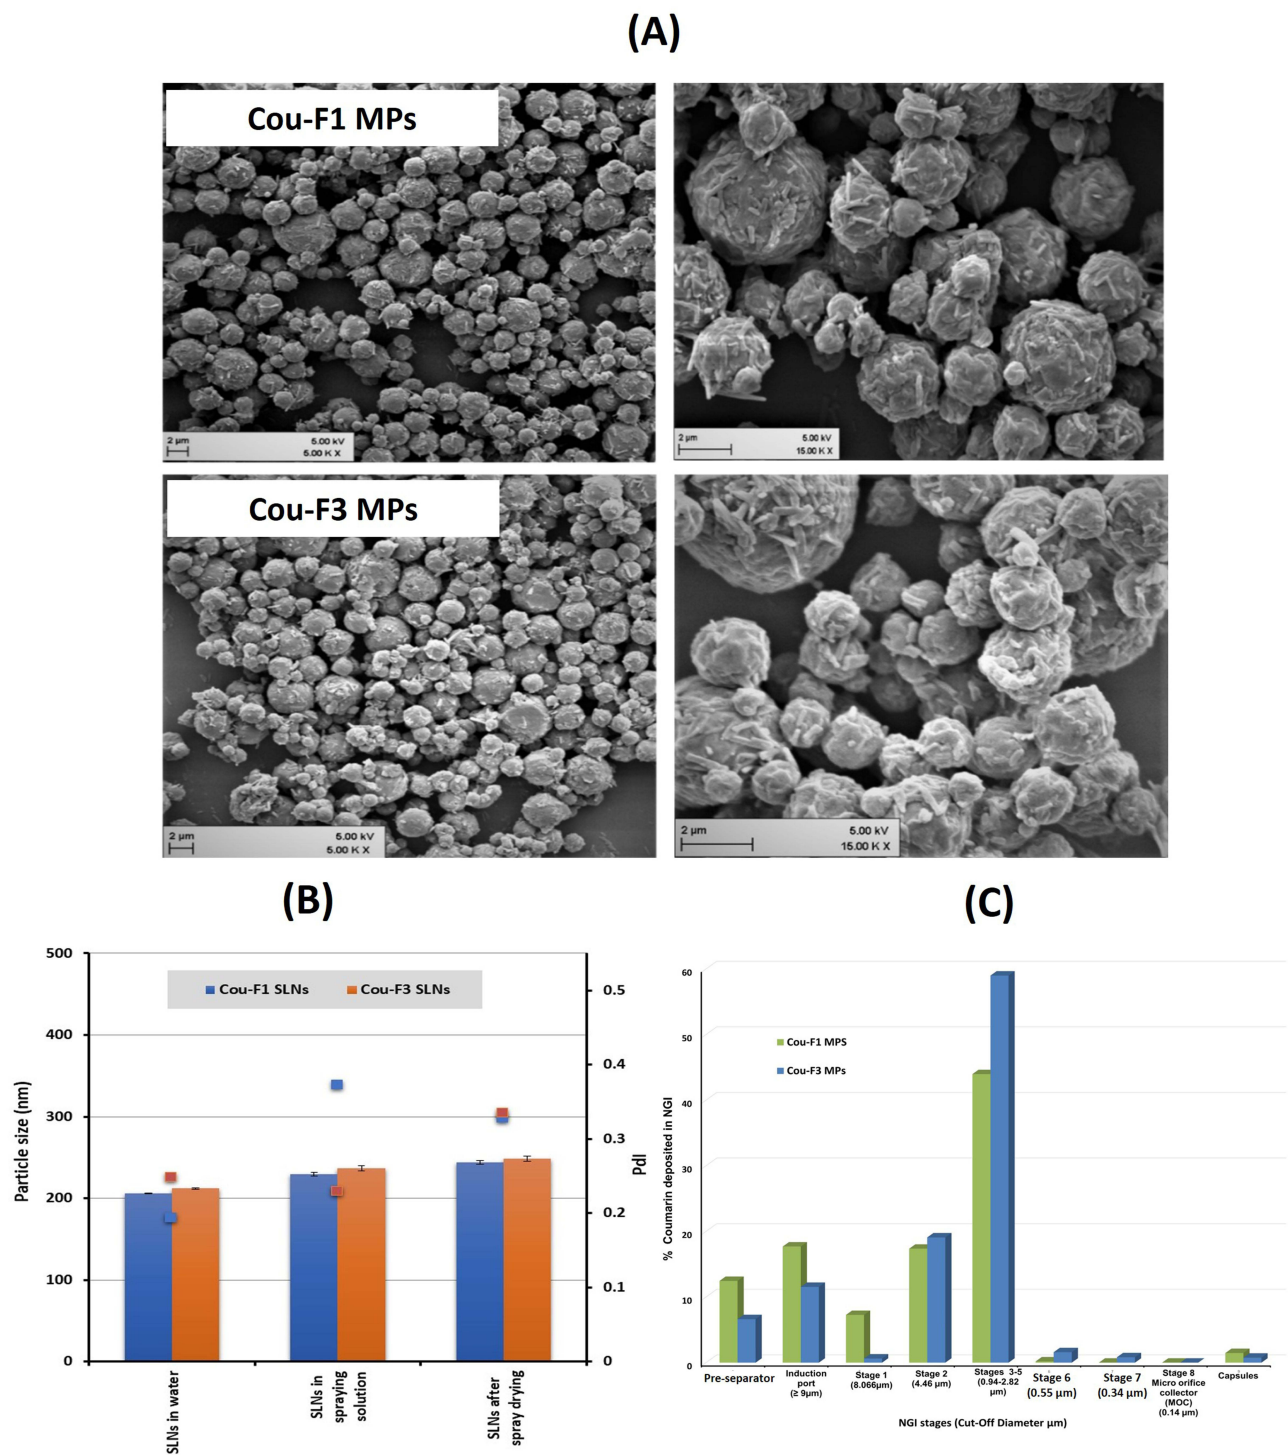 (A)
Cou-F1 MPs
2 µm
5.00 kV
5.00 K X
2 µm
5.00 kV
15.00 K X
Cou-F3 MPs
2 µm
5.00 kV
5.00 K X
2 µm
5.00 kV
15.00 K X
(B)
500
400
300
200
100
0
Particle size (nm)
Cou-F1 SLNs
Cou-F3 SLNs
0.5
0.4
0.3
0.2
0.1
0
PdI
SLNs in water
SLNs in
spraying
solution
SLNs after
spray drying
(C)
60
50
40
30
20
10
0
% Coumarin deposited in NGI
Cou-F1 MPS
Cou-F3 MPs
Pre-separator
Induction
port
(≥ 9µm)
Stage 1
(8.066µm)
Stage 2
(4.46 µm)
Stages 3-5
(0.94-2.82
µm)
Stage 6
(0.55 µm)
Stage 7
(0.34 µm)
Stage 8
Micro orifice
collector
(MOC)
(0.14 µm)
Capsules
NGI stages (Cut-Off Diameter µm)